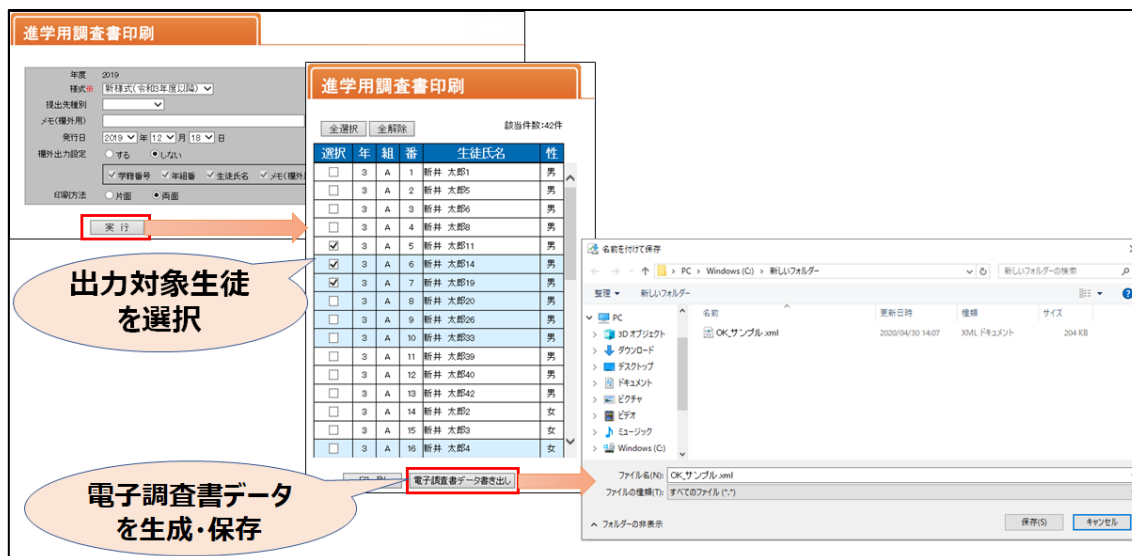 進学用調査書印刷
年度 2019
様式※ 新様式(令和3年度以降)
提出先種別
メモ(欄外用)
発行日 2019 年 12 月 18 日
欄外出力設定 する しない
学籍番号 年組番 生徒氏名 メモ(欄外
印刷方法 片面 両面
実 行
出力対象生徒
を選択
進学用調査書印刷
全選択 全解除 該当件数:42件
選択 年 組 番 生徒氏名 性
3 A 1 新井 太郎1 男
3 A 2 新井 太郎5 男
3 A 3 新井 太郎6 男
3 A 4 新井 太郎8 男
3 A 5 新井 太郎11 男
3 A 6 新井 太郎14 男
3 A 7 新井 太郎19 男
3 A 8 新井 太郎20 男
3 A 9 新井 太郎26 男
3 A 10 新井 太郎33 男
3 A 11 新井 太郎39 男
3 A 12 新井 太郎40 男
3 A 13 新井 太郎42 男
3 A 14 新井 太郎2 女
3 A 15 新井 太郎3 女
3 A 16 新井 太郎4 女
電子調査書データ書き出し
電子調査書データ
を生成・保存
名前を付けて保存
PC › Windows (C:) › 新しいフォルダー
新しいフォルダーの検索
整理 新しいフォルダー
名前 更新日時 種類 サイズ
OK_サンプル.xml 2020/04/30 14:07 XML ドキュメント 204 KB
PC
3D オブジェクト
ダウンロード
デスクトップ
ドキュメント
ピクチャ
ビデオ
ミュージック
Windows (C:)
ファイル名(N): OK_サンプル.xml
ファイルの種類(T): すべてのファイル (*.*)
フォルダーの非表示
保存(S) キャンセル